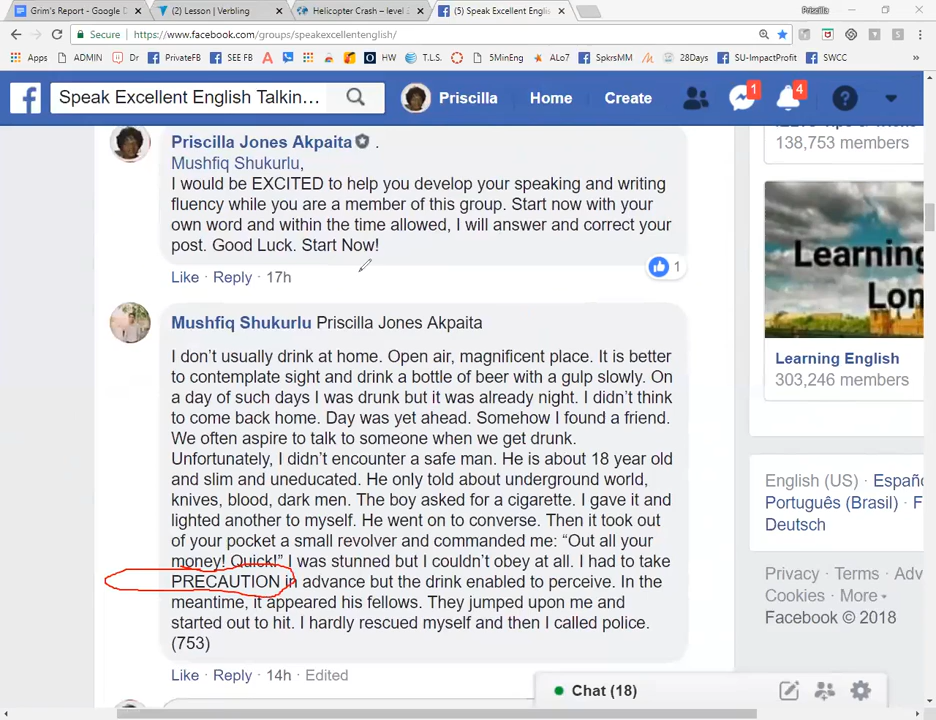 Grim's Report - Google D
(2) Lesson | Verbling
Helicopter Crash – level
(5) Speak Excellent Engli
Priscilla
Secure
https://www.facebook.com/groups/speakexcellentenglish/
Apps ADMIN Dr PrivateFB SEE FB HW T.L.S. 5MinEng ALo7 SpkrsMM 28Days SU-ImpactProfit SWCC »
Speak Excellent English Talkin...
Priscilla Home Create 1 4
Priscilla Jones Akpaita .
Mushfiq Shukurlu,
I would be EXCITED to help you develop your speaking and writing
fluency while you are a member of this group. Start now with your
own word and within the time allowed, I will answer and correct your
post. Good Luck. Start Now!
Like · Reply · 17h
1
Mushfiq Shukurlu Priscilla Jones Akpaita
I don't usually drink at home. Open air, magnificent place. It is better
to contemplate sight and drink a bottle of beer with a gulp slowly. On
a day of such days I was drunk but it was already night. I didn't think
to come back home. Day was yet ahead. Somehow I found a friend.
We often aspire to talk to someone when we get drunk.
Unfortunately, I didn't encounter a safe man. He is about 18 year old
and slim and uneducated. He only told about underground world,
knives, blood, dark men. The boy asked for a cigarette. I gave it and
lighted another to myself. He went on to converse. Then it took out
of your pocket a small revolver and commanded me: “Out all your
money! Quick!” I was stunned but I couldn't obey at all. I had to take
PRECAUTION in advance but the drink enabled to perceive. In the
meantime, it appeared his fellows. They jumped upon me and
started out to hit. I hardly rescued myself and then I called police.
(753)
Like · Reply · 14h · Edited
138,753 members
Learning
Lon
Learning English
303,246 members
English (US) · Españo
Português (Brasil) · F
Deutsch
Privacy · Terms · Adv
Cookies · More
Facebook © 2018
Chat (18)